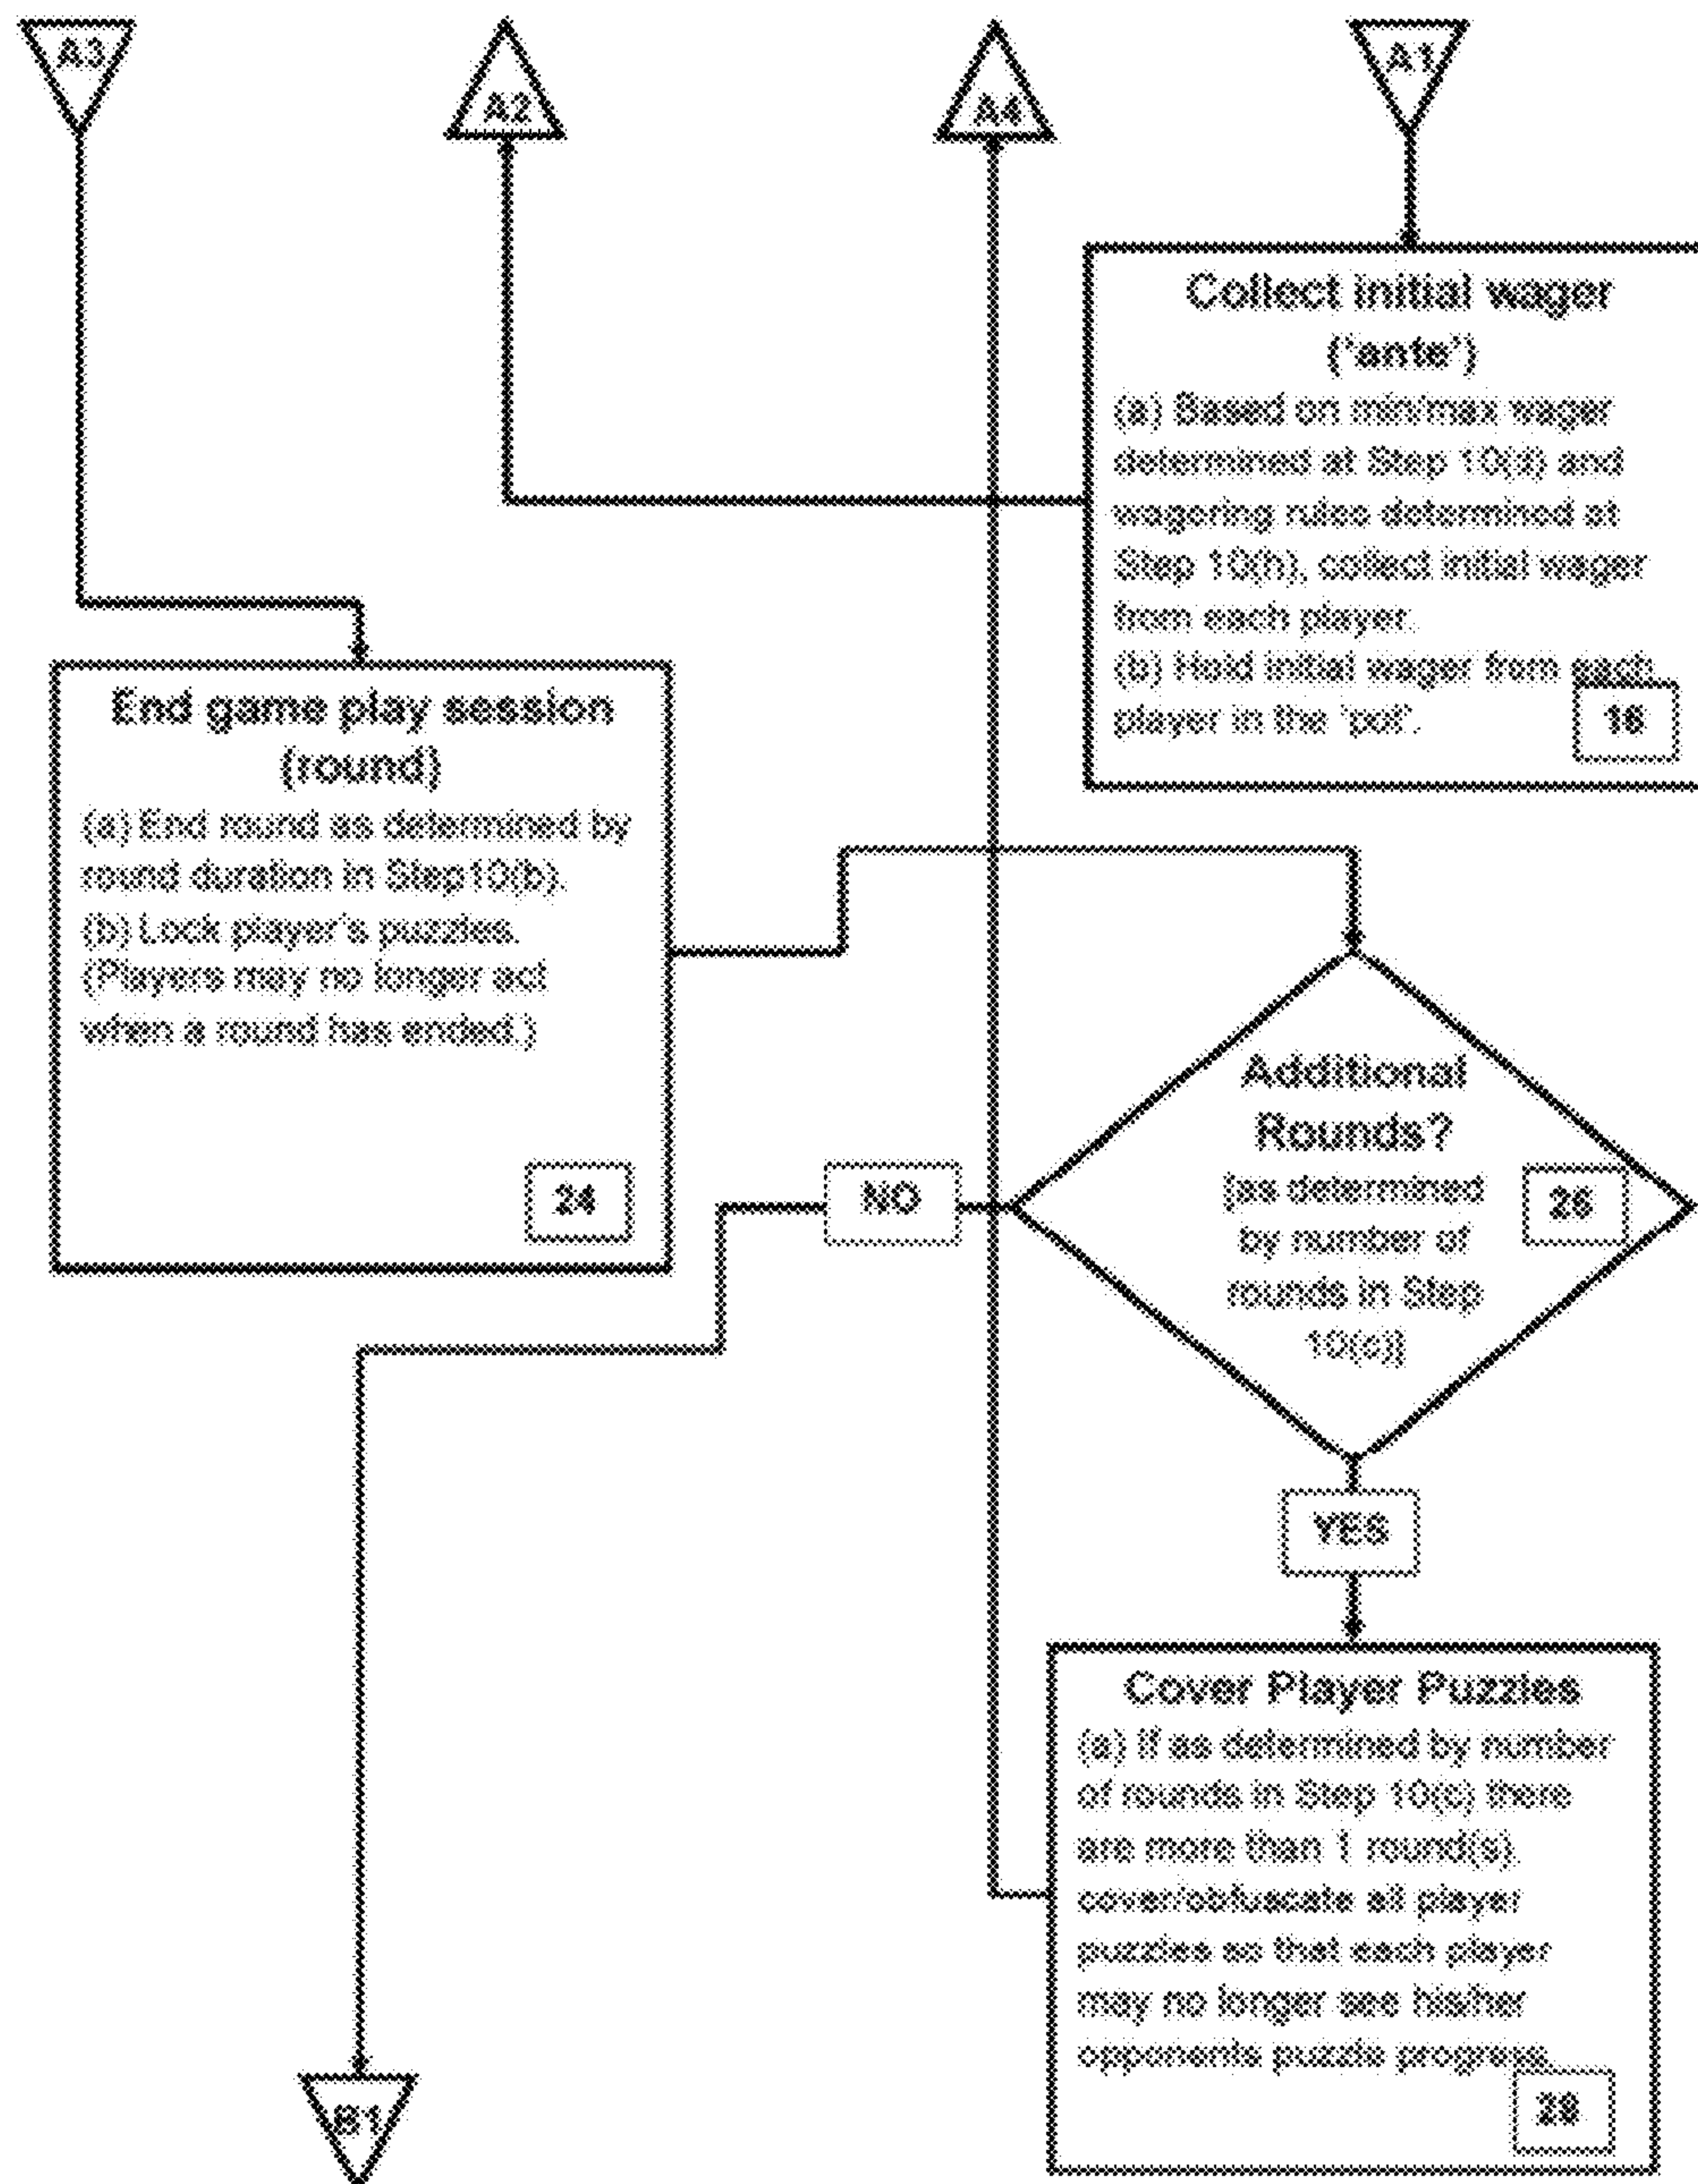 A3
A2
A4
A1
Collect initial wager
('ante')
(a) Based on min/max wager
determined at Step 10(a) and
wagering rules determined at
Step 10(h), collect initial wager
from each player.
(b) Hold initial wager from each
player in the 'pot'.
16
End game play session
(round)
(a) End round as determined by
round duration in Step10(b).
(b) Lock player's puzzles.
(Players may no longer act
when a round has ended.)
24
Additional
Rounds?
[as determined
by number of
rounds in Step
10(c)]
26
NO
YES
Cover Player Puzzles
(a) If as determined by number
of rounds in Step 10(c) there
are more than 1 round(s),
cover/obfuscate all player
puzzles so that each player
may no longer see his/her
opponents puzzle progress.
28
B1